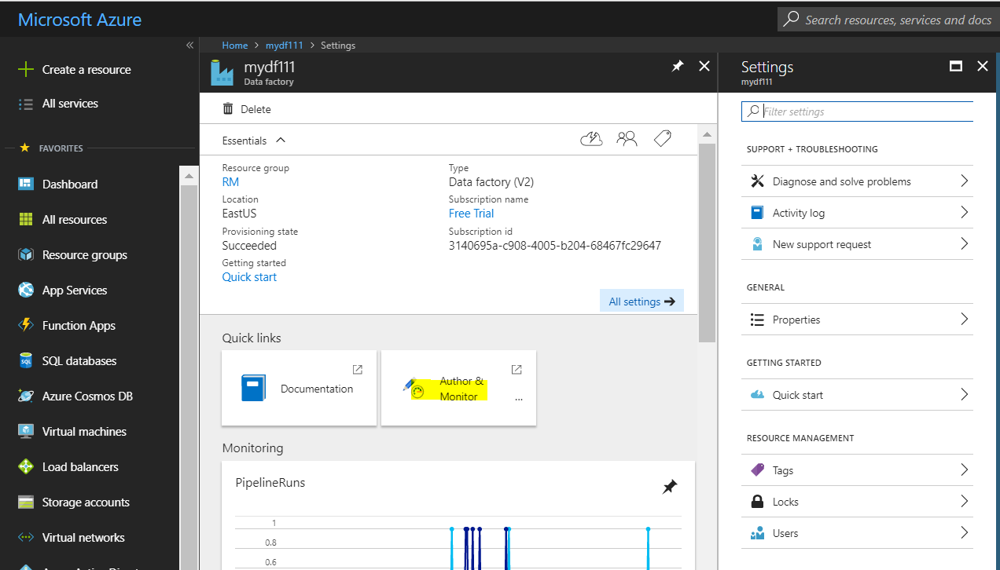 Microsoft Azure
Search resources, services and docs
Create a resource
All services
FAVORITES
Dashboard
All resources
Resource groups
App Services
Function Apps
SQL databases
Azure Cosmos DB
Virtual machines
Load balancers
Storage accounts
Virtual networks
Home > mydf111 > Settings
mydf111
Data factory
Delete
Essentials
Resource group
RM
Location
EastUS
Provisioning state
Succeeded
Getting started
Quick start
Type
Data factory (V2)
Subscription name
Free Trial
Subscription id
3140695a-c908-4005-b204-68467fc29647
All settings
Quick links
Documentation
Author &
Monitor
...
Monitoring
PipelineRuns
1
0.8
0.6
Settings
mydf111
Filter settings
SUPPORT + TROUBLESHOOTING
Diagnose and solve problems
Activity log
New support request
GENERAL
Properties
GETTING STARTED
Quick start
RESOURCE MANAGEMENT
Tags
Locks
Users